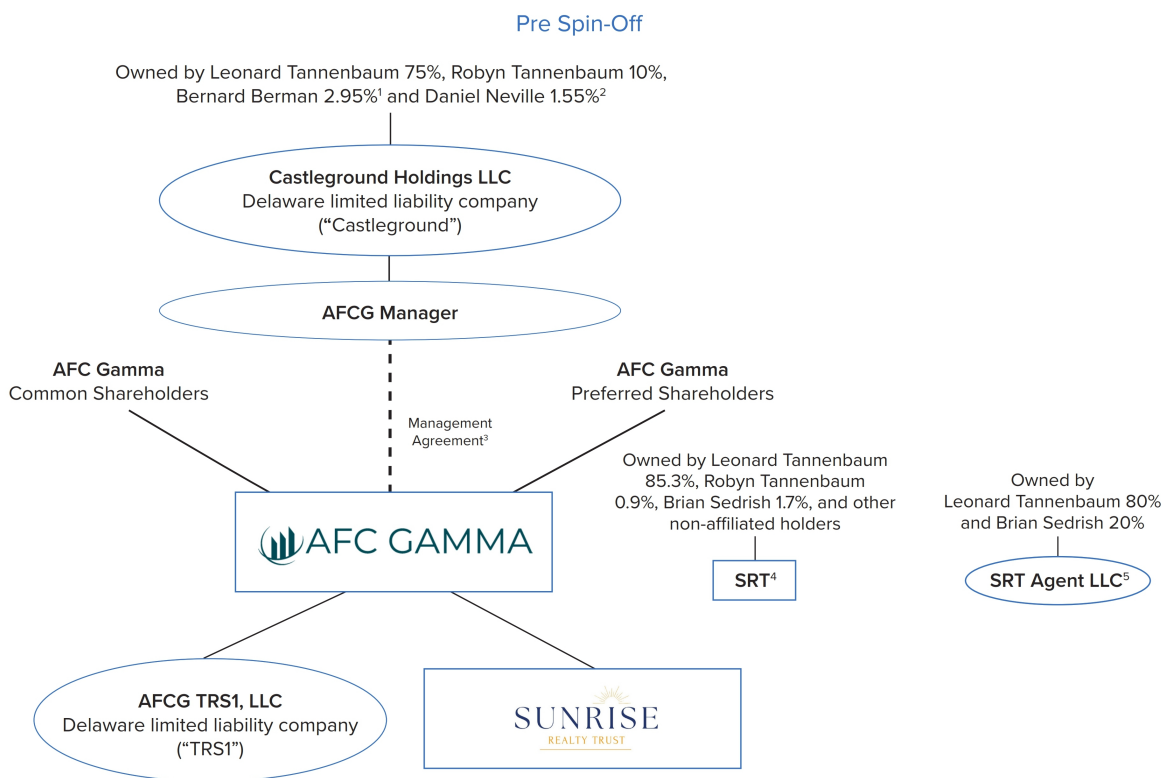 Pre Spin-Off
Owned by Leonard Tannenbaum 75%, Robyn Tannenbaum 10%,
Bernard Berman 2.95%¹ and Daniel Neville 1.55%²
Castleground Holdings LLC
Delaware limited liability company
(“Castleground”)
AFCG Manager
AFC Gamma
Common Shareholders
AFC Gamma
Preferred Shareholders
Management
Agreement³
Owned by Leonard Tannenbaum
85.3%, Robyn Tannenbaum
0.9%, Brian Sedrish 1.7%, and other
non-affiliated holders
Owned by
Leonard Tannenbaum 80%
and Brian Sedrish 20%
AFC GAMMA
SRT⁴
SRT Agent LLC⁵
AFCG TRS1, LLC
Delaware limited liability company
(“TRS1”)
SUNRISE
REALTY TRUST